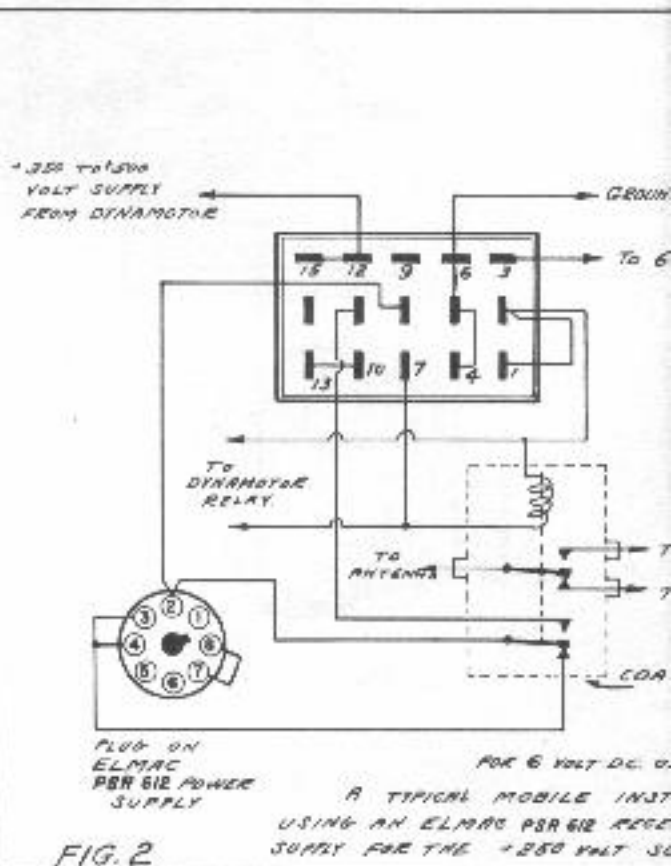 +350 TO +500
VOLT SUPPLY
FROM DYNAMOTOR
GROUN
TO 6
15 12 9 6 3
13 10 7 4 1
TO
DYNAMOTOR
RELAY
TO
ANTENNA
T
T
3 2 1
4 8
5 6 7
COA
PLUG ON
ELMAC
PSR 612 POWER
SUPPLY
FOR 6 VOLT DC. U
A TYPICAL MOBILE INST
USING AN ELMAC PSR 612 RECE
SUPPLY FOR THE +250 VOLT SU
FIG. 2